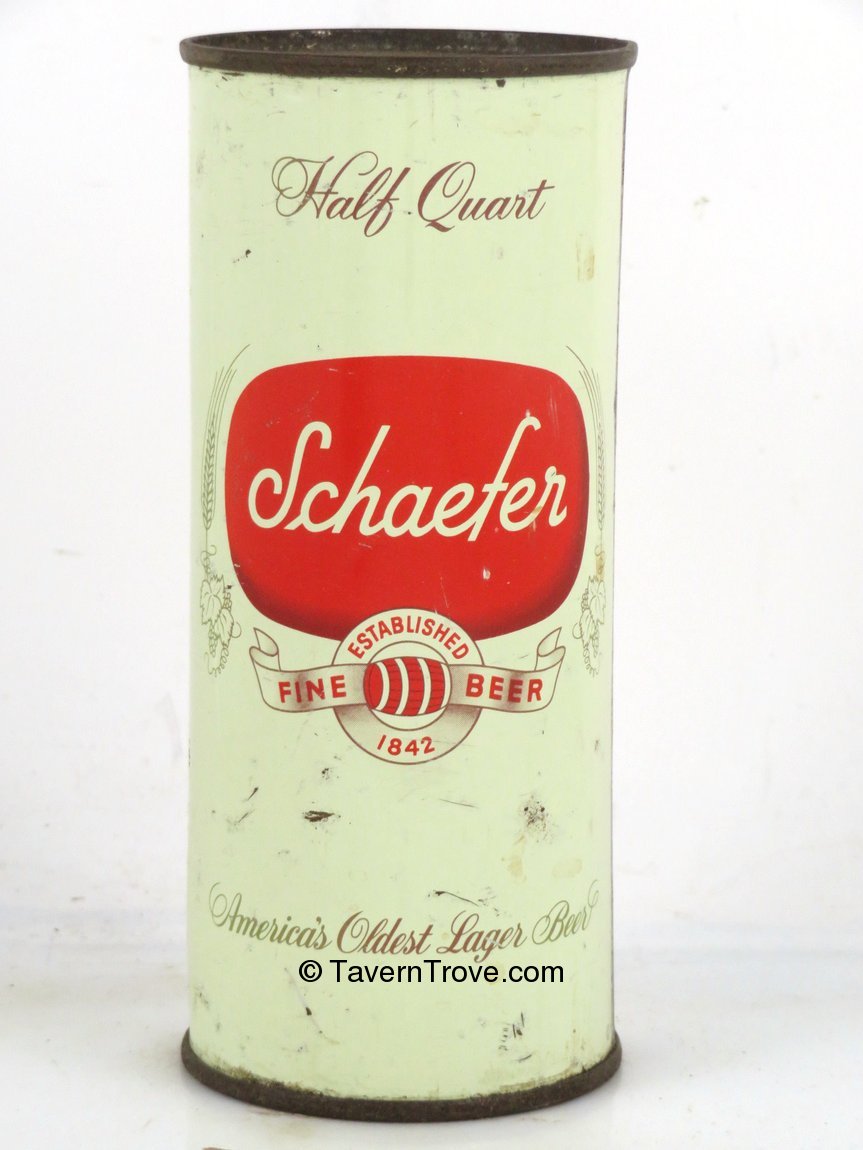 Half Quart
Schaefer
ESTABLISHED
FINE BEER
1842
America's Oldest Lager Beer
© TavernTrove.com